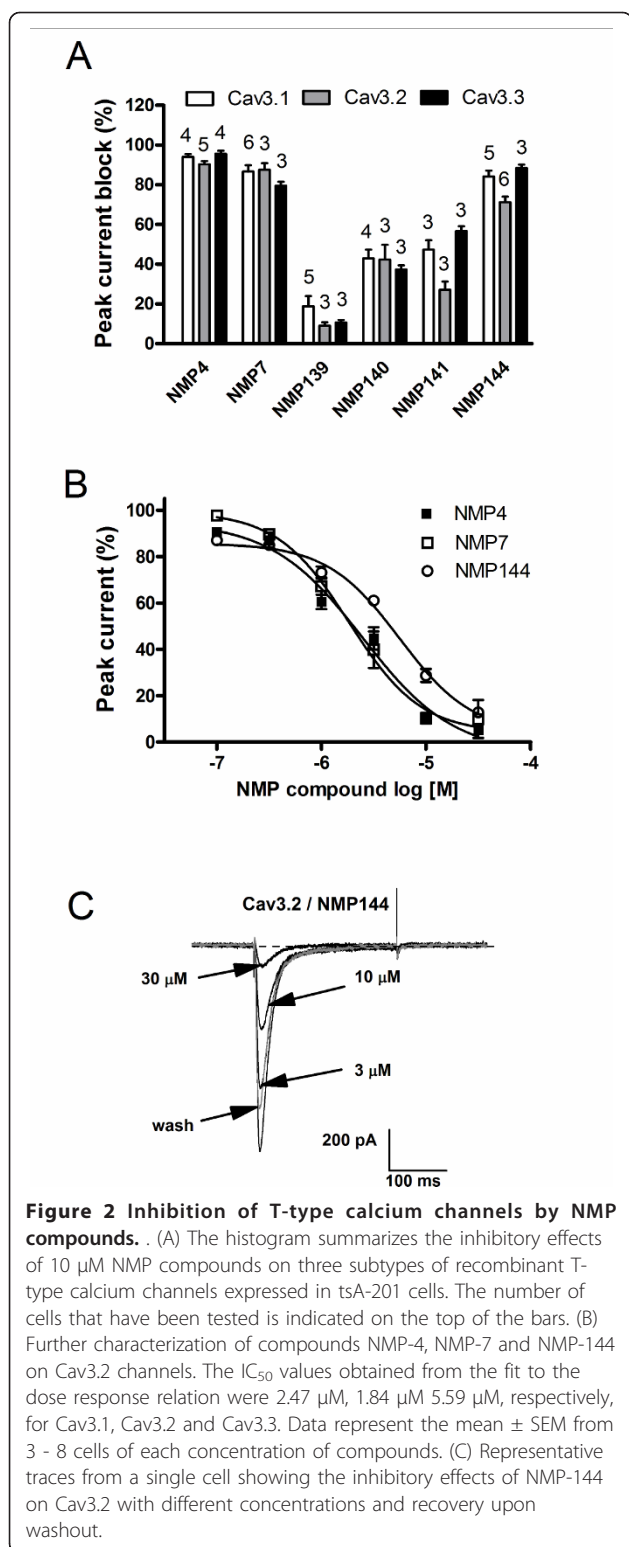 A
Cav3.1 Cav3.2 Cav3.3
Peak current block (%)
120
100
80
60
40
20
0
4 5 4
6 3 3
5 3 3
4 3 3
3 3 3
5 6 3
NMP4 NMP7 NMP139 NMP140 NMP141 NMP144
B
Peak current (%)
100
80
60
40
20
0
NMP4
NMP7
NMP144
-7 -6 -5 -4
NMP compound log [M]
C
Cav3.2 / NMP144
30 µM
10 µM
3 µM
wash
200 pA
100 ms
Figure 2 Inhibition of T-type calcium channels by NMP
compounds. . (A) The histogram summarizes the inhibitory effects
of 10 µM NMP compounds on three subtypes of recombinant T-
type calcium channels expressed in tsA-201 cells. The number of
cells that have been tested is indicated on the top of the bars. (B)
Further characterization of compounds NMP-4, NMP-7 and NMP-144
on Cav3.2 channels. The IC50 values obtained from the fit to the
dose response relation were 2.47 µM, 1.84 µM 5.59 µM, respectively,
for Cav3.1, Cav3.2 and Cav3.3. Data represent the mean ± SEM from
3 - 8 cells of each concentration of compounds. (C) Representative
traces from a single cell showing the inhibitory effects of NMP-144
on Cav3.2 with different concentrations and recovery upon
washout.